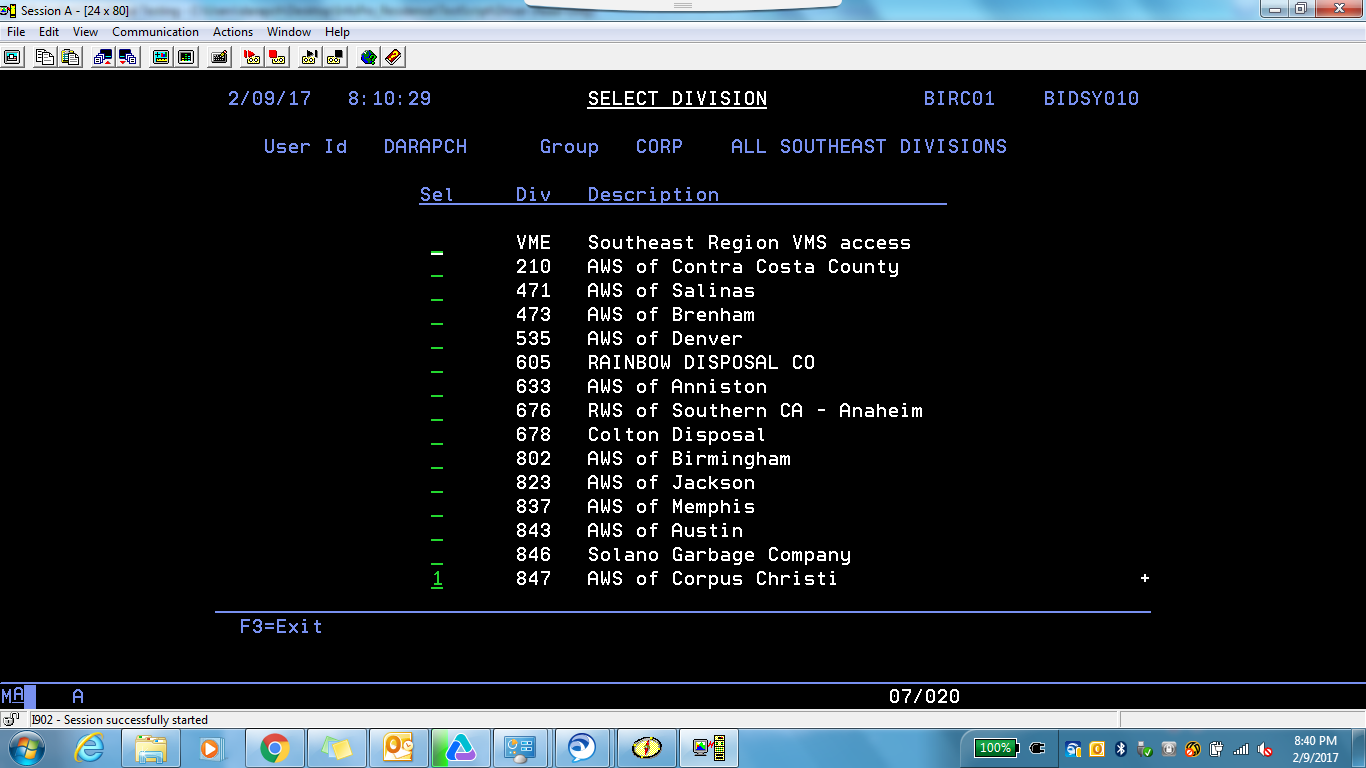 Session A - [24 x 80]
File Edit View Communication Actions Window Help
2/09/17 8:10:29 SELECT DIVISION BIRC01 BIDSY010
User Id DARAPCH Group CORP ALL SOUTHEAST DIVISIONS
Sel Div Description
_ VME Southeast Region VMS access
_ 210 AWS of Contra Costa County
_ 471 AWS of Salinas
_ 473 AWS of Brenham
_ 535 AWS of Denver
_ 605 RAINBOW DISPOSAL CO
_ 633 AWS of Anniston
_ 676 RWS of Southern CA - Anaheim
_ 678 Colton Disposal
_ 802 AWS of Birmingham
_ 823 AWS of Jackson
_ 837 AWS of Memphis
_ 843 AWS of Austin
_ 846 Solano Garbage Company
1 847 AWS of Corpus Christi +
F3=Exit
MA A 07/020
I902 - Session successfully started
100% 8:40 PM
2/9/2017